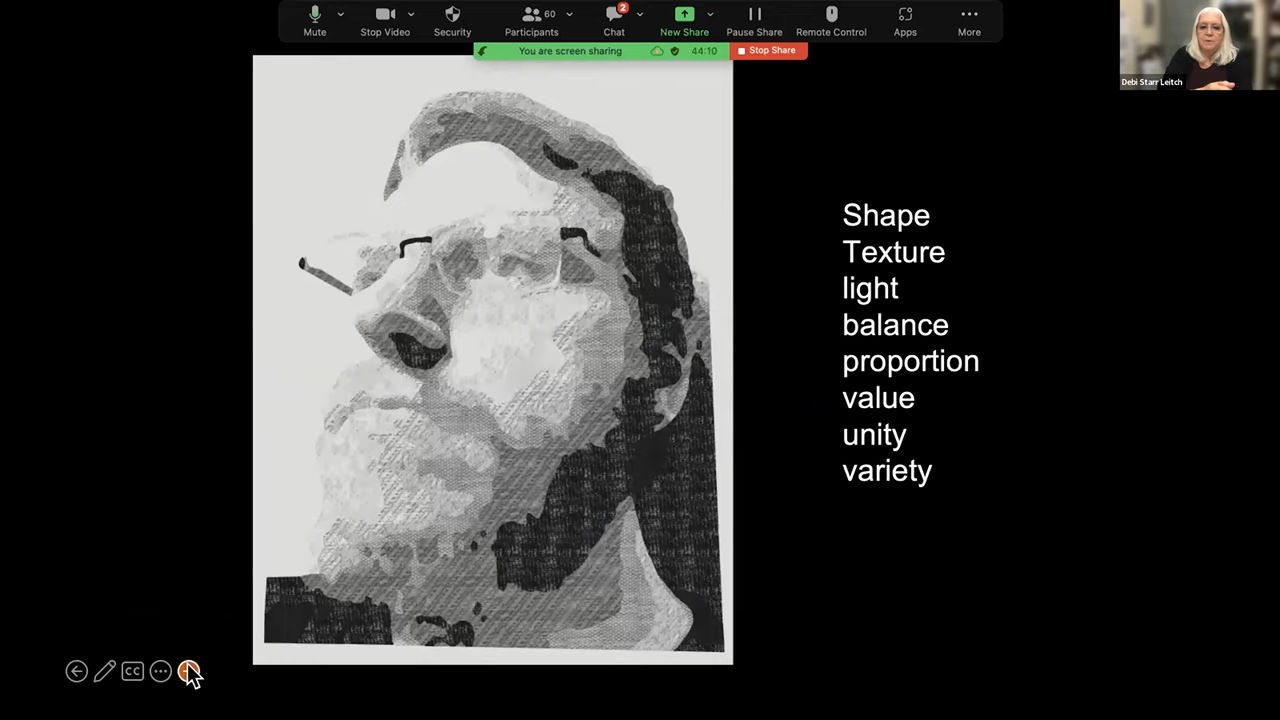 60
2
Mute
Stop Video
Security
Participants
Chat
New Share
Pause Share
Remote Control
Apps
More
You are screen sharing
44:10
Stop Share
Debi Starr Leitch
Shape
Texture
light
balance
proportion
value
unity
variety
CC